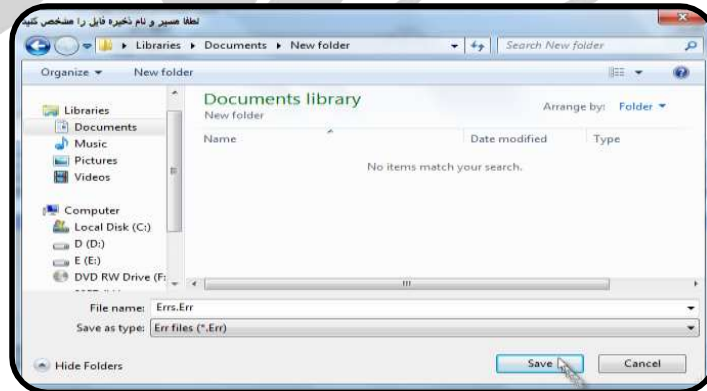 لطفا مسیر و نام ذخیره فایل را مشخص کنید
Libraries ▸ Documents ▸ New folder
Search New folder
Organize
New folder
Libraries
Documents
Music
Pictures
Videos
Computer
Local Disk (C:)
D (D:)
E (E:)
DVD RW Drive (F:
Documents library
New folder
Arrange by: Folder
Name
Date modified
Type
No items match your search.
File name: Errs.Err
Save as type: Err files (*.Err)
Hide Folders
Save
Cancel